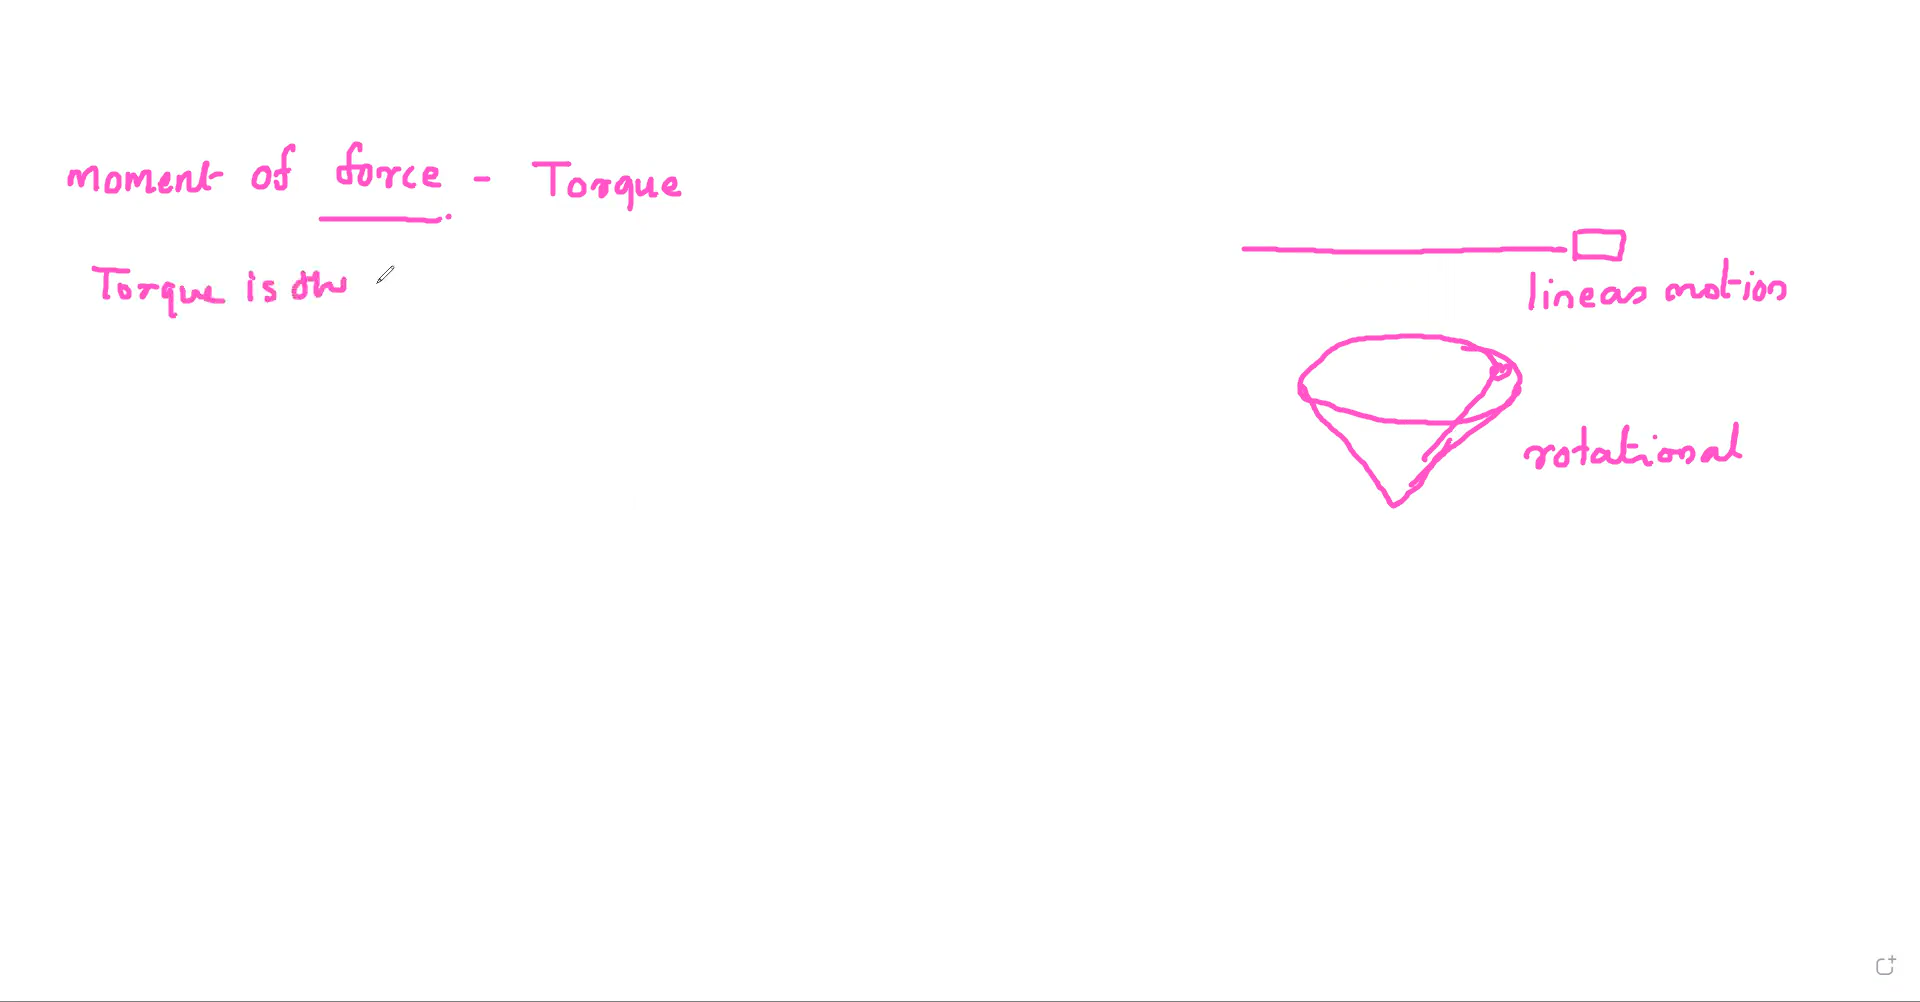 moment of force - Torque
Torque is the
linear motion
rotational